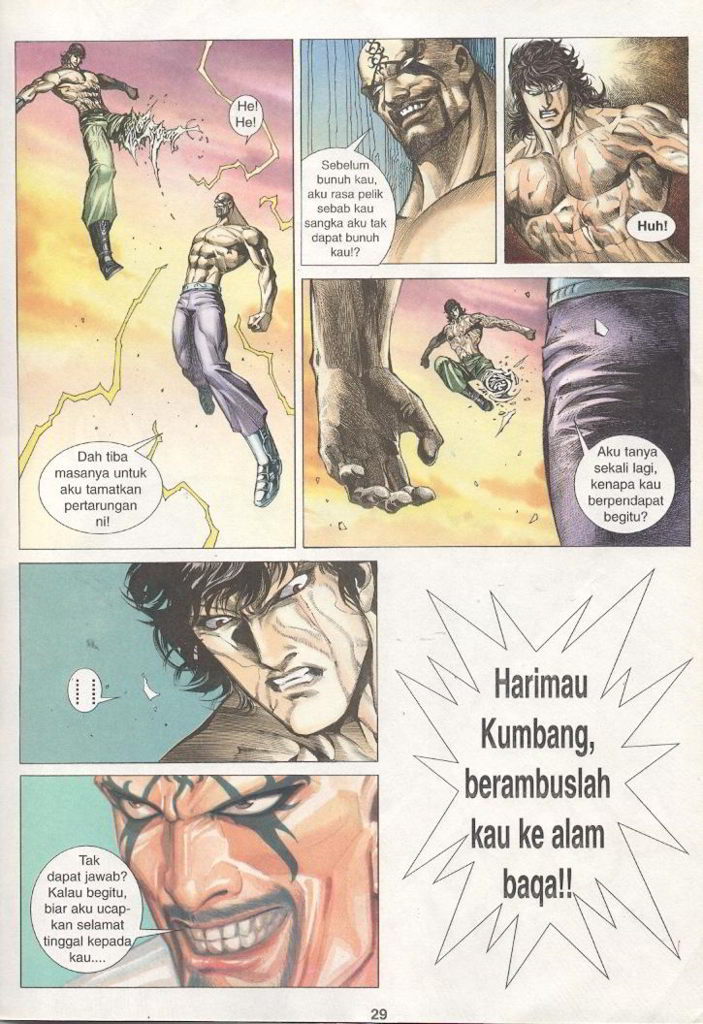 He!
He!
Dah tiba
masanya untuk
aku tamatkan
pertarungan
ni!
Sebelum
bunuh kau,
aku rasa pelik
sebab kau
sangka aku tak
dapat bunuh
kau!?
Huh!
Aku tanya
sekali lagi,
kenapa kau
berpendapat
begitu?
Tak
dapat jawab?
Kalau begitu,
biar aku ucap-
kan selamat
tinggal kepada
kau....
Harimau
Kumbang,
berambuslah
kau ke alam
baqa!!
29